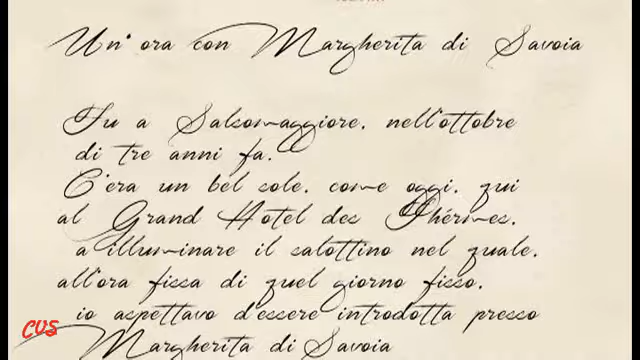 Un'ora con Margherita di Savoia
Fu a Salsomaggiore, nell'ottobre
di tre anni fa.
C'era un bel sole, come oggi, qui
al Grand Hotel des Thérmes,
a illuminare il salottino nel quale,
all'ora fissa di quel giorno fisso,
io aspettavo d'essere introdotta presso
CVS
Margherita di Savoia